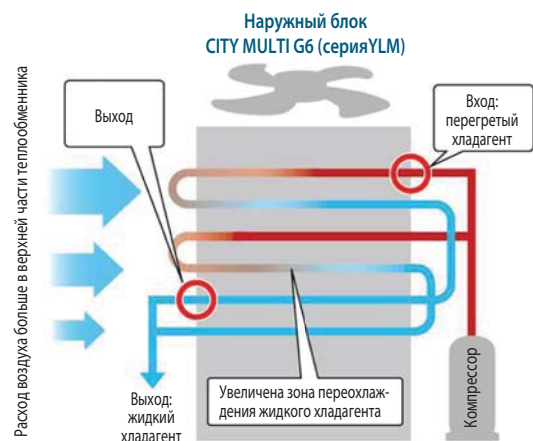 Наружный блок
CITY MULTI G6 (серияYLM)
Расход воздуха больше в верхней части теплообменника
Выход
Вход:
перегретый
хладагент
Выход:
жидкий
хладагент
Увеличена зона переохлаж-
дения жидкого хладагента
Компрессор